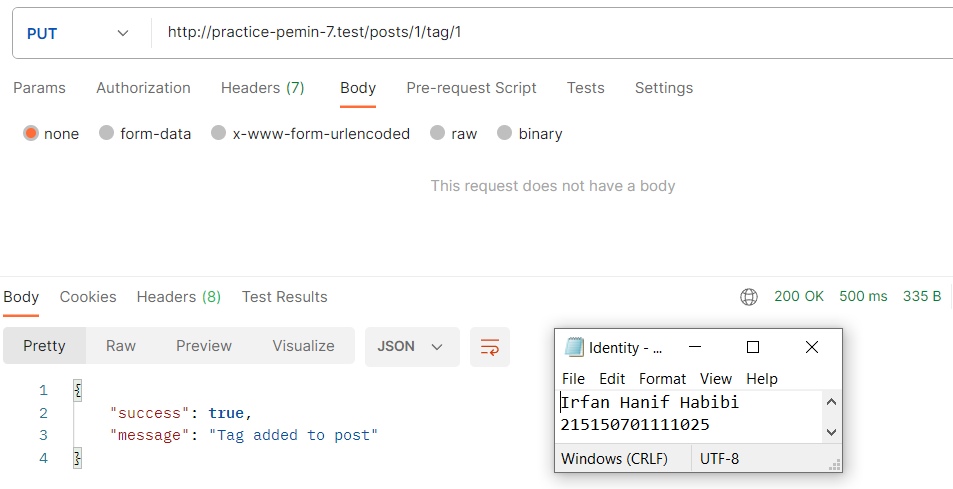 PUT http://practice-pemin-7.test/posts/1/tag/1
Params Authorization Headers (7) Body Pre-request Script Tests Settings
none form-data x-www-form-urlencoded raw binary
This request does not have a body
Body Cookies Headers (8) Test Results 200 OK 500 ms 335 B
Pretty Raw Preview Visualize JSON
1 {
2 "success": true,
3 "message": "Tag added to post"
4 }
Identity - ...
File Edit Format View Help
Irfan Hanif Habibi
215150701111025
Windows (CRLF) UTF-8